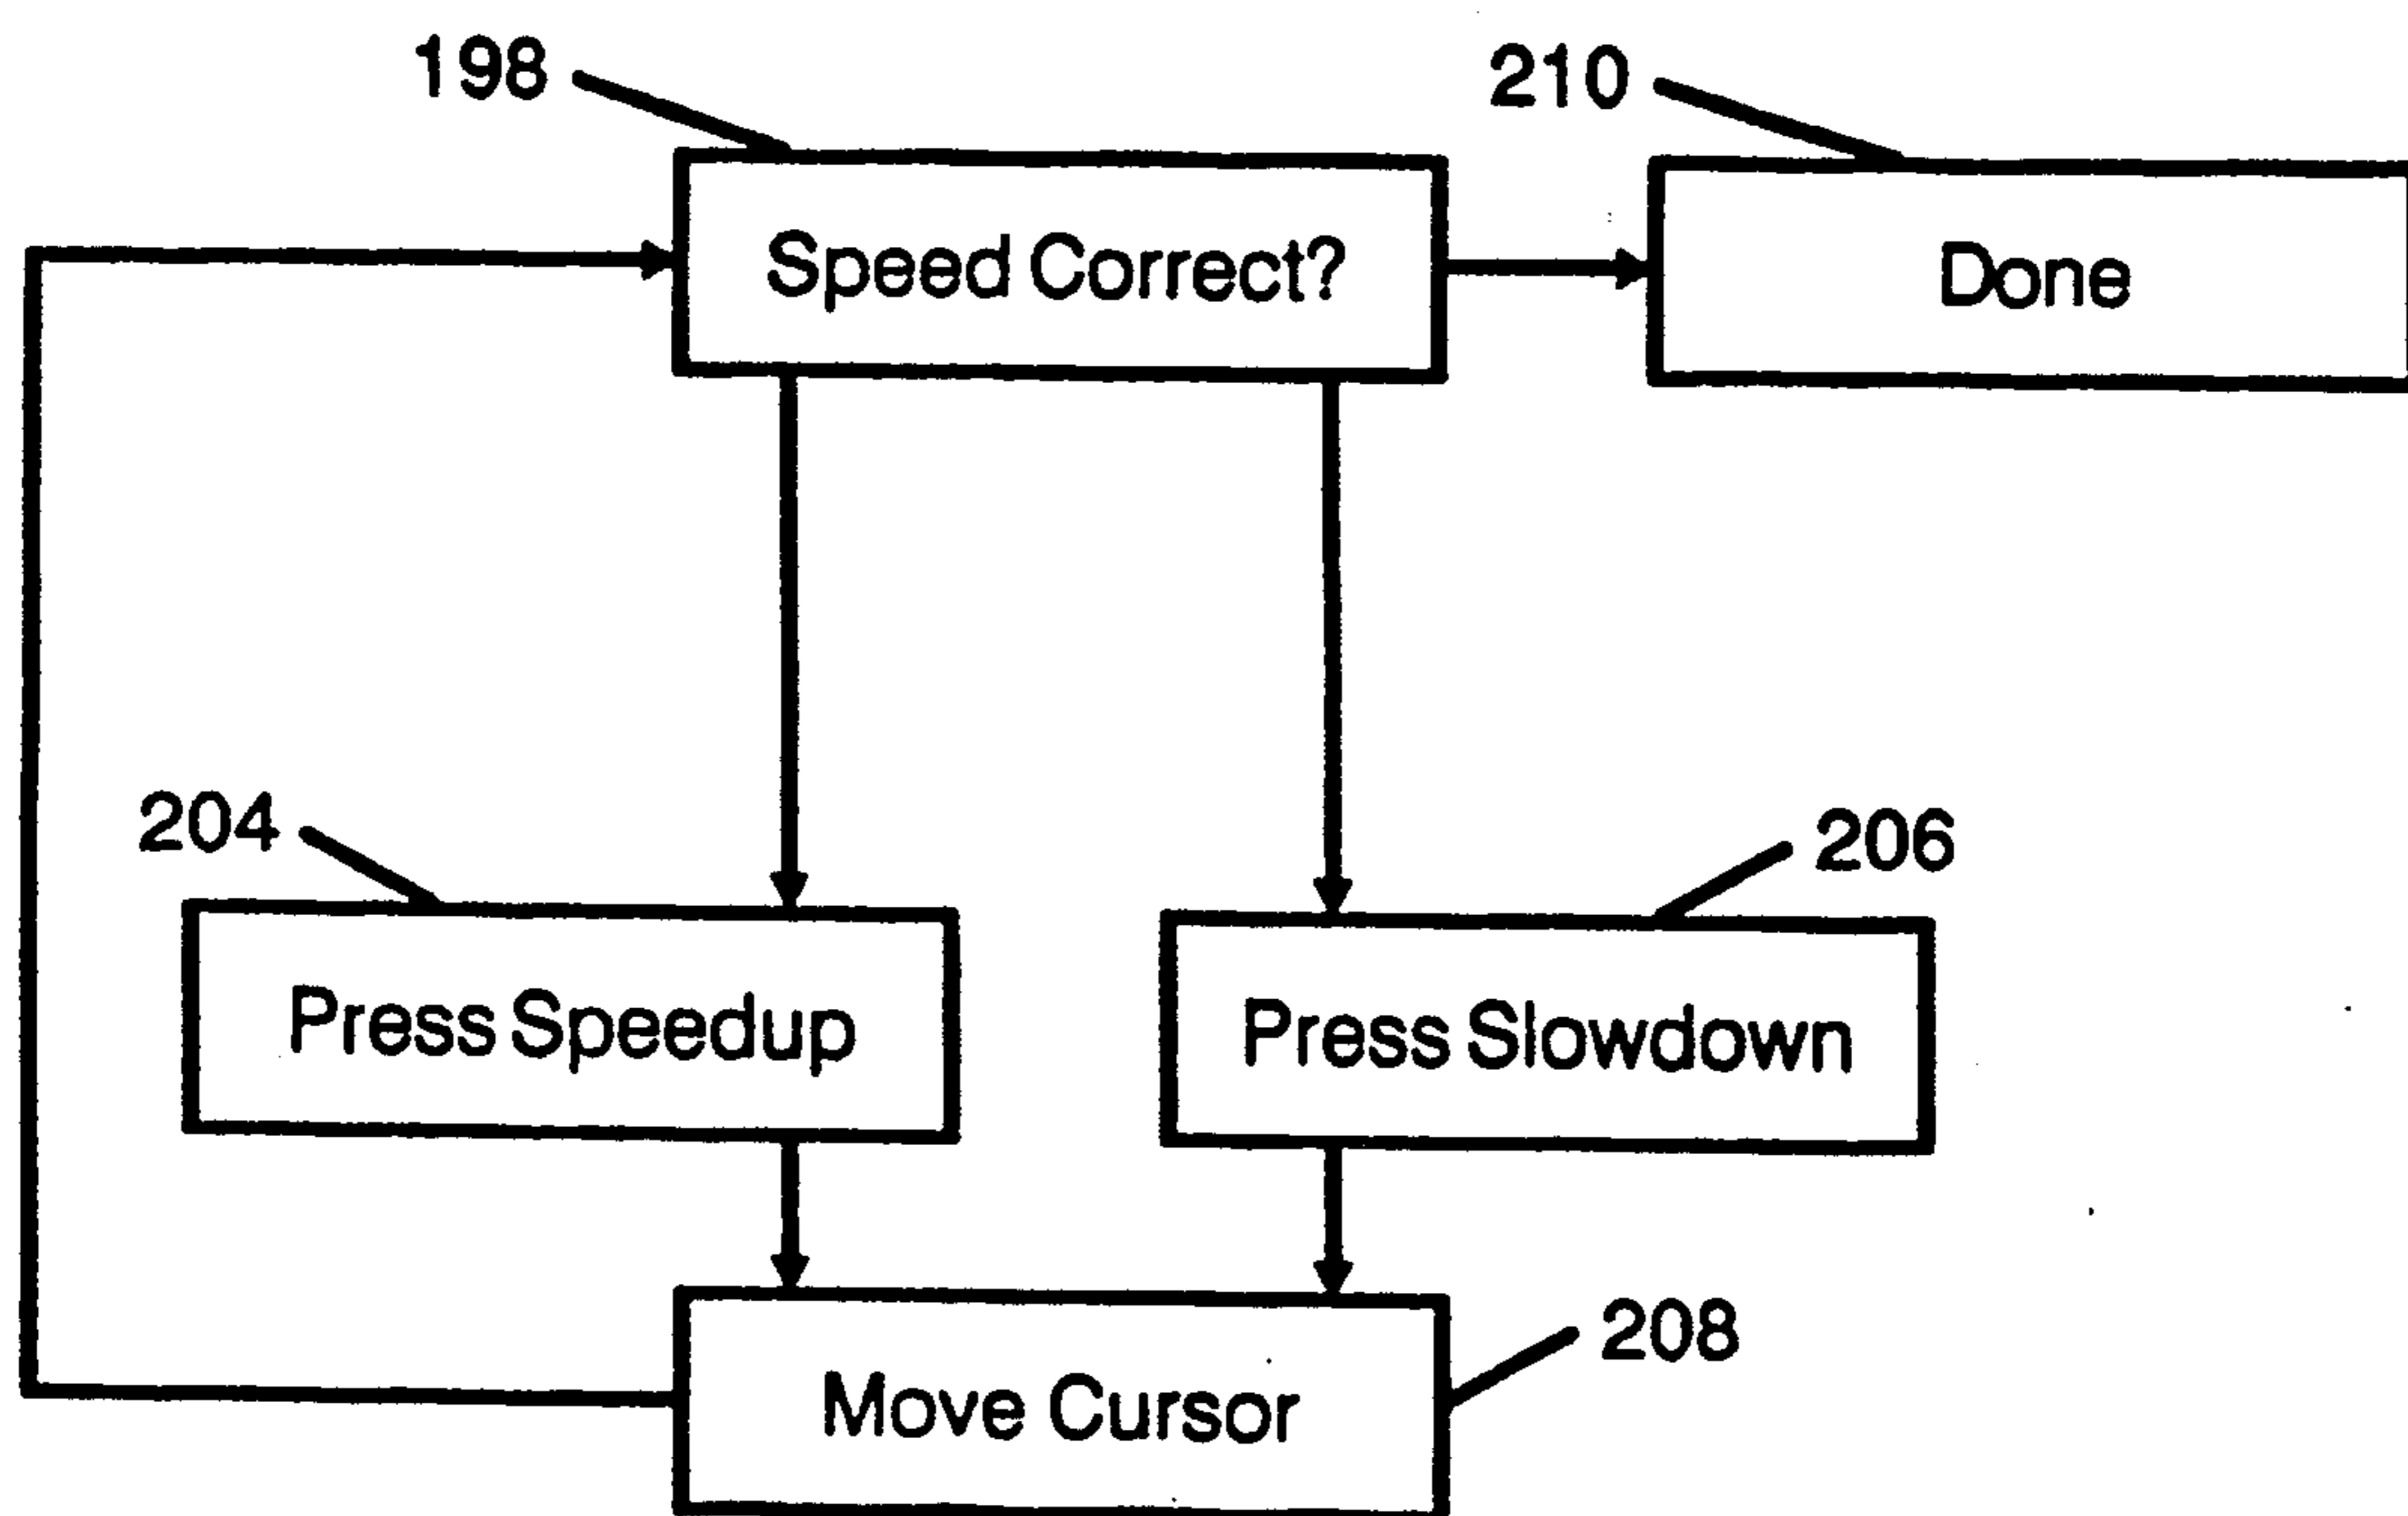 198
210
Speed Correct?
Done
204
206
Press Speedup
Press Slowdown
208
Move Cursor